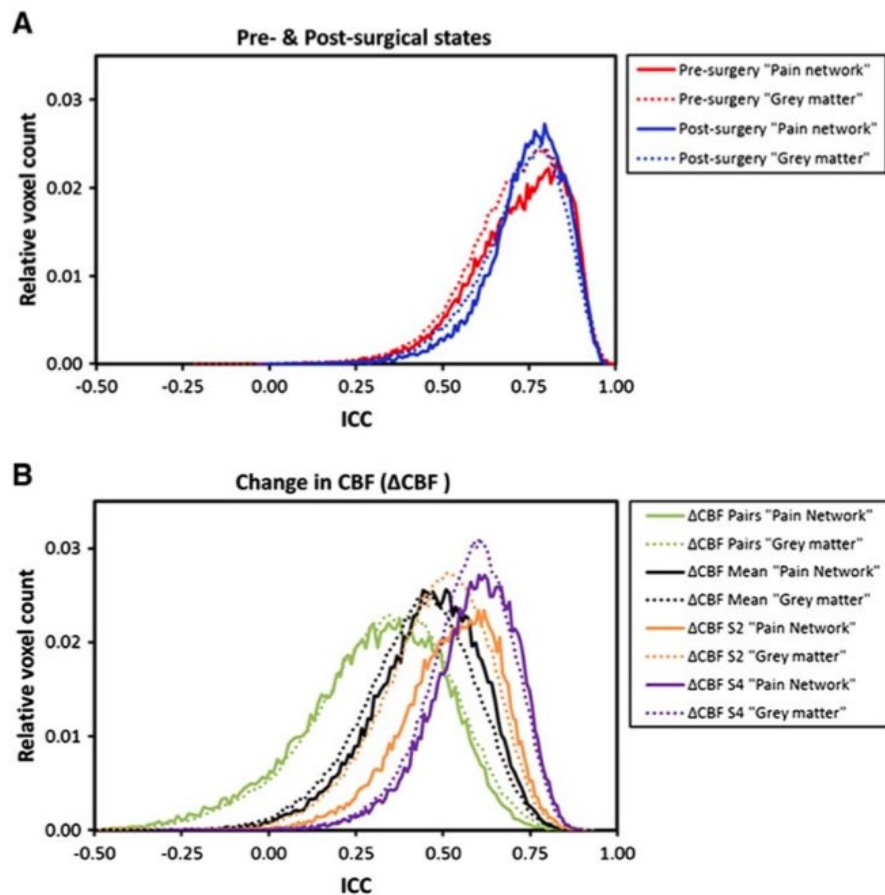 A
Pre- & Post-surgical states
Relative voxel count
0.03
0.02
0.01
0.00
-0.50 -0.25 0.00 0.25 0.50 0.75 1.00
ICC
Pre-surgery "Pain network"
Pre-surgery "Grey matter"
Post-surgery "Pain network"
Post-surgery "Grey matter"
B
Change in CBF (ΔCBF )
Relative voxel count
0.03
0.02
0.01
0.00
-0.50 -0.25 0.00 0.25 0.50 0.75 1.00
ICC
ΔCBF Pairs "Pain Network"
ΔCBF Pairs "Grey matter"
ΔCBF Mean "Pain Network"
ΔCBF Mean "Grey matter"
ΔCBF S2 "Pain Network"
ΔCBF S2 "Grey matter"
ΔCBF S4 "Pain Network"
ΔCBF S4 "Grey matter"